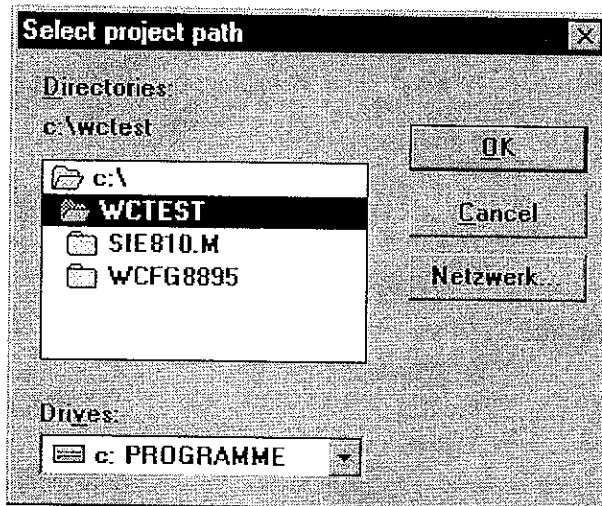 Select project path
Directories:
c:\wctest
OK
c:\
WCTEST
Cancel
SIE810.M
WCFG8895
Netzwerk...
Drives:
c: PROGRAMME